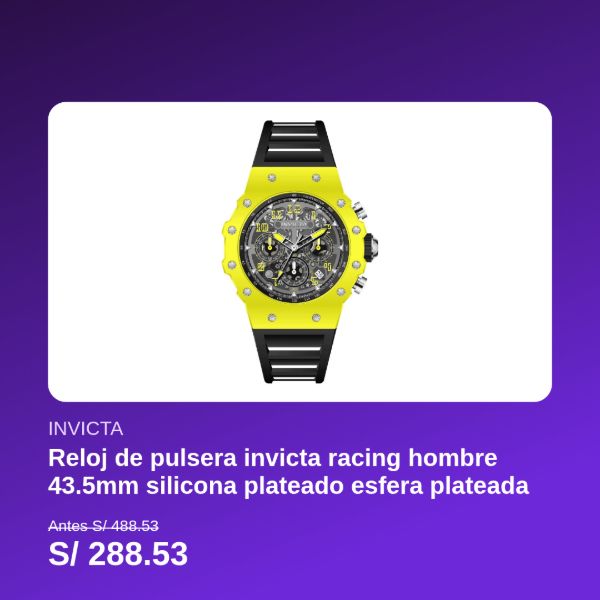 INVICTA
Reloj de pulsera invicta racing hombre
43.5mm silicona plateado esfera plateada
Antes S/ 488.53
S/ 288.53